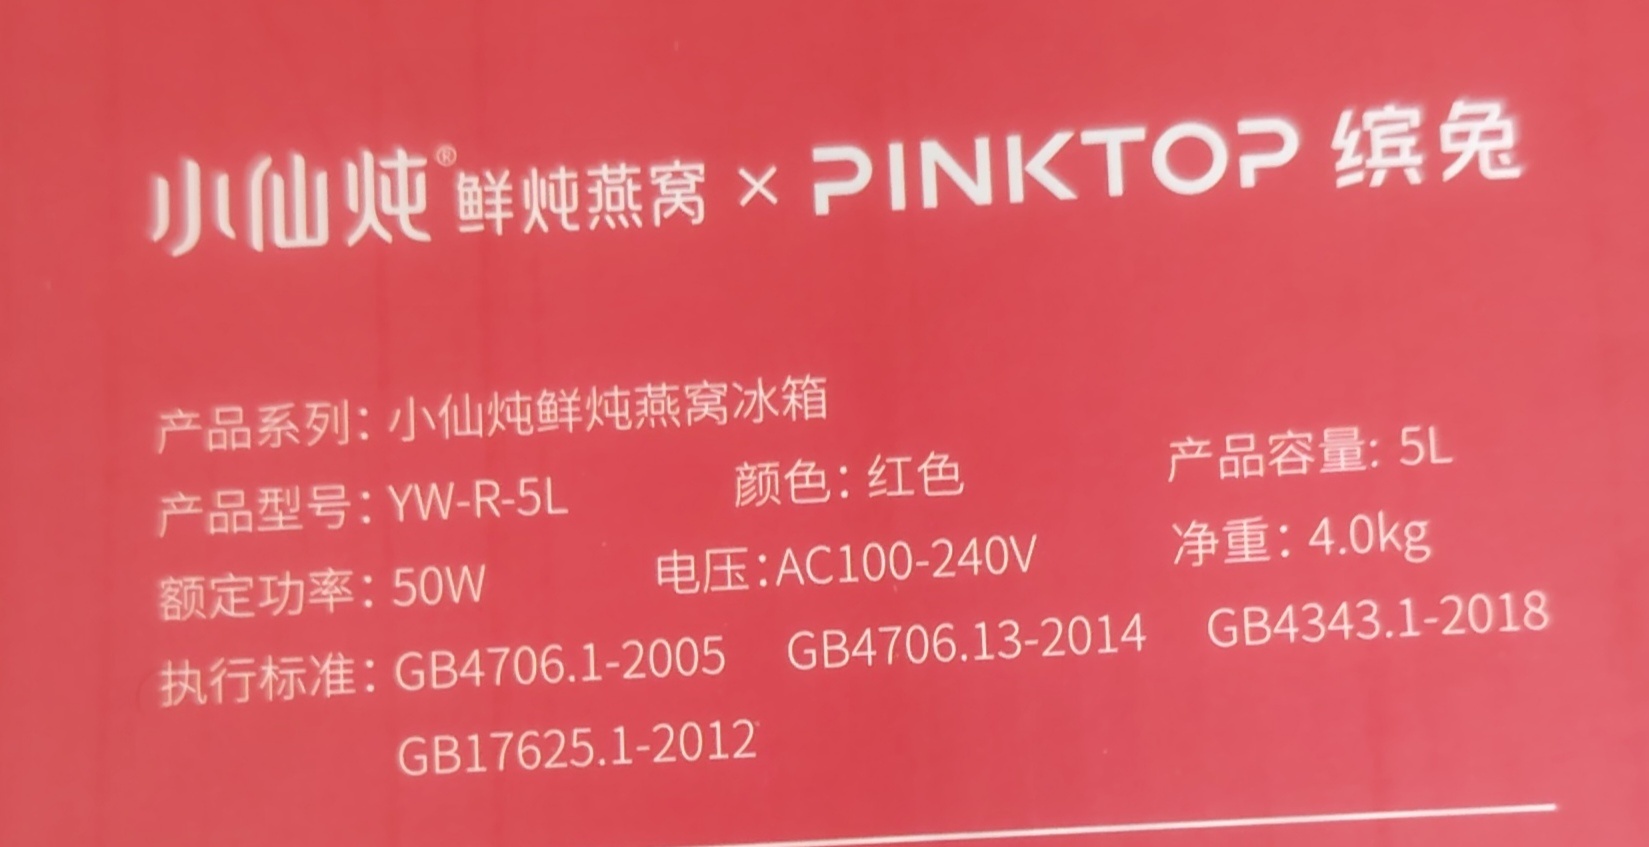 小仙炖® 鲜炖燕窝 × PINKTOP 缤兔
产品系列：小仙炖鲜炖燕窝冰箱
产品型号：YW-R-5L 颜色：红色 产品容量：5L
额定功率：50W 电压：AC100-240V 净重：4.0kg
执行标准：GB4706.1-2005 GB4706.13-2014 GB4343.1-2018
GB17625.1-2012